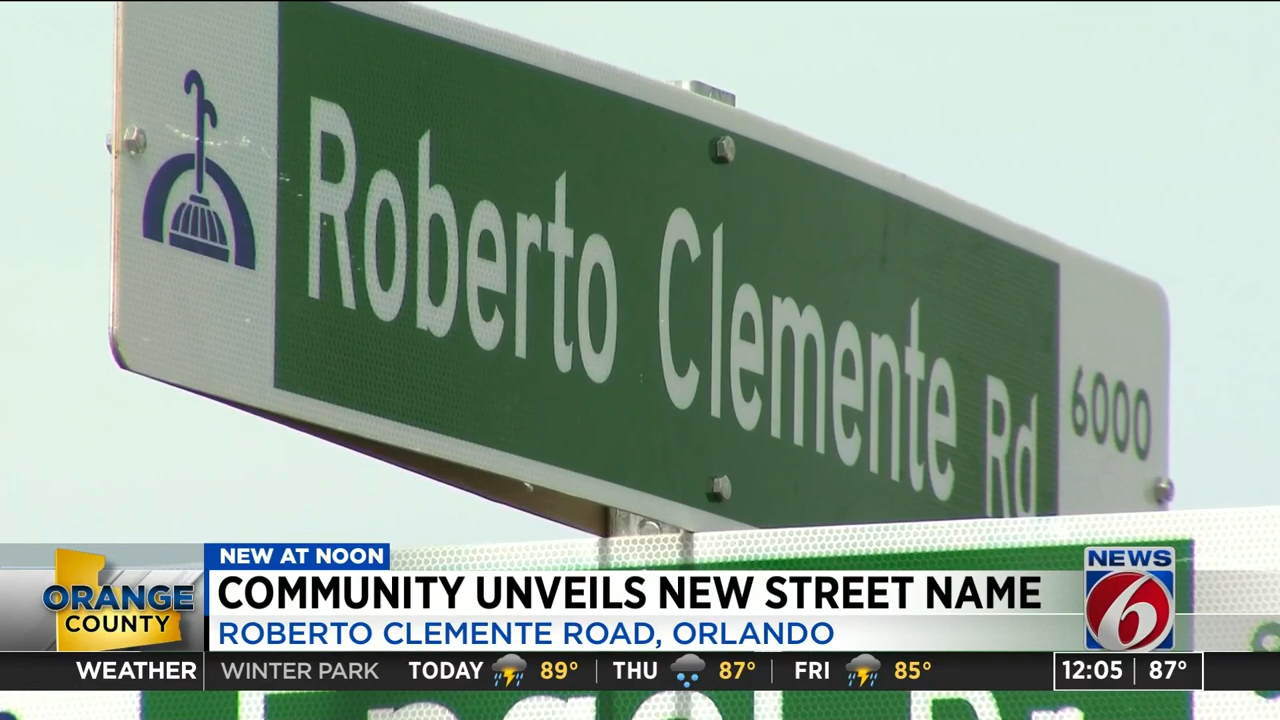 Roberto Clemente Rd
6000
NEW AT NOON
ORANGE
COUNTY
COMMUNITY UNVEILS NEW STREET NAME
ROBERTO CLEMENTE ROAD, ORLANDO
NEWS
6
WEATHER WINTER PARK TODAY 89° THU 87° FRI 85° 12:05 87°